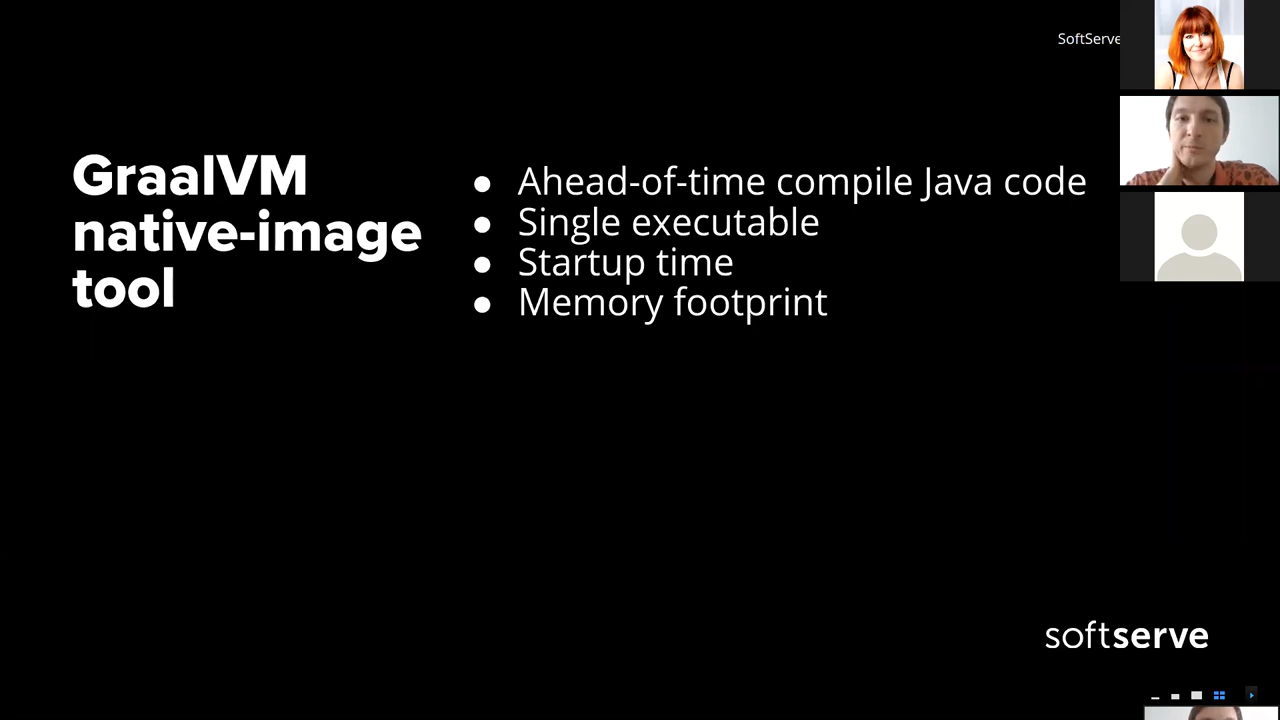 SoftServe
GraalVM
native-image
tool
● Ahead-of-time compile Java code
● Single executable
● Startup time
● Memory footprint
softserve